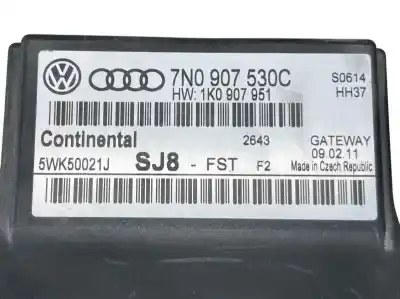 7N0 907 530C
S0614
HW: 1K0 907 951
HH37
Continental
2643
GATEWAY
09.02.11
5WK50021J
SJ8 - FST F2
Made in Czech Republic